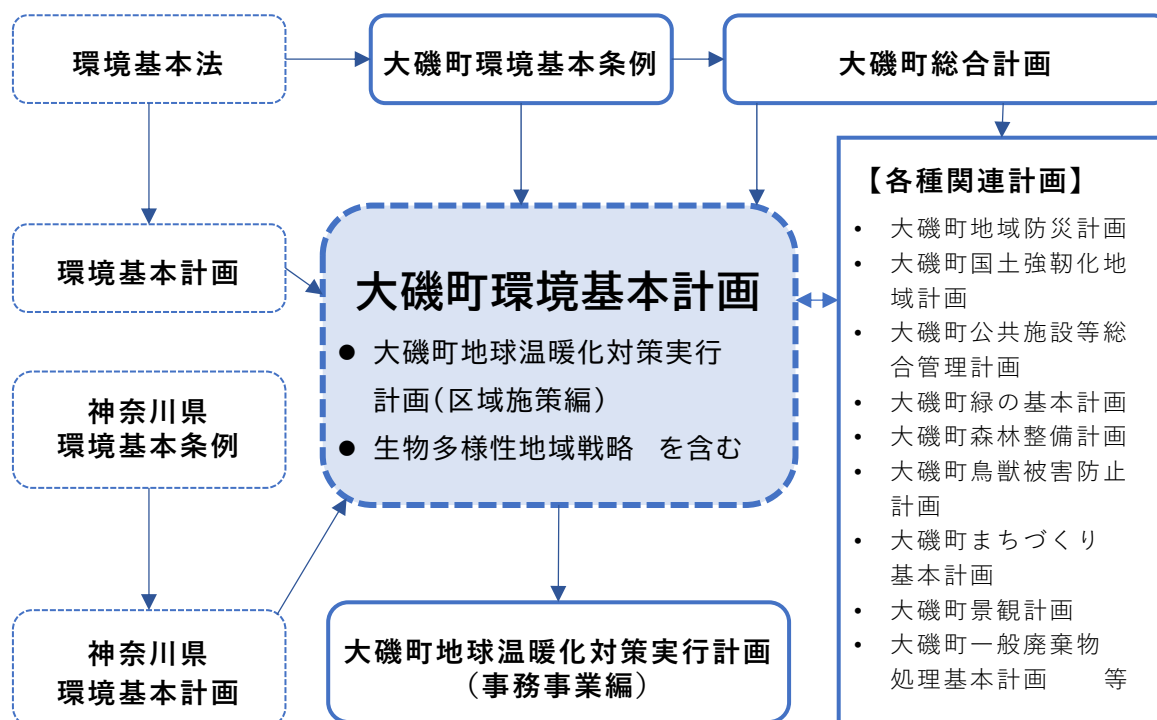 環境基本法
大磯町環境基本条例
大磯町総合計画
環境基本計画
神奈川県
環境基本条例
神奈川県
環境基本計画
大磯町環境基本計画
● 大磯町地球温暖化対策実行
計画(区域施策編)
● 生物多様性地域戦略 を含む
大磯町地球温暖化対策実行計画
(事務事業編)
【各種関連計画】
• 大磯町地域防災計画
• 大磯町国土強靭化地
域計画
• 大磯町公共施設等総
合管理計画
• 大磯町緑の基本計画
• 大磯町森林整備計画
• 大磯町鳥獣被害防止
計画
• 大磯町まちづくり
基本計画
• 大磯町景観計画
• 大磯町一般廃棄物
処理基本計画 等